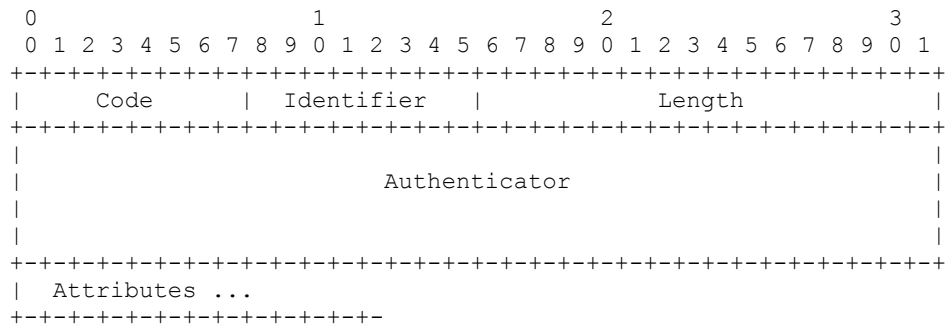 0                   1                   2                   3
 0 1 2 3 4 5 6 7 8 9 0 1 2 3 4 5 6 7 8 9 0 1 2 3 4 5 6 7 8 9 0 1
+-+-+-+-+-+-+-+-+-+-+-+-+-+-+-+-+-+-+-+-+-+-+-+-+-+-+-+-+-+-+-+-+
|     Code      |  Identifier   |            Length             |
+-+-+-+-+-+-+-+-+-+-+-+-+-+-+-+-+-+-+-+-+-+-+-+-+-+-+-+-+-+-+-+-+
|                                                               |
|                         Authenticator                         |
|                                                               |
|                                                               |
+-+-+-+-+-+-+-+-+-+-+-+-+-+-+-+-+-+-+-+-+-+-+-+-+-+-+-+-+-+-+-+-+
|  Attributes ...
+-+-+-+-+-+-+-+-+-+-+-+-+-